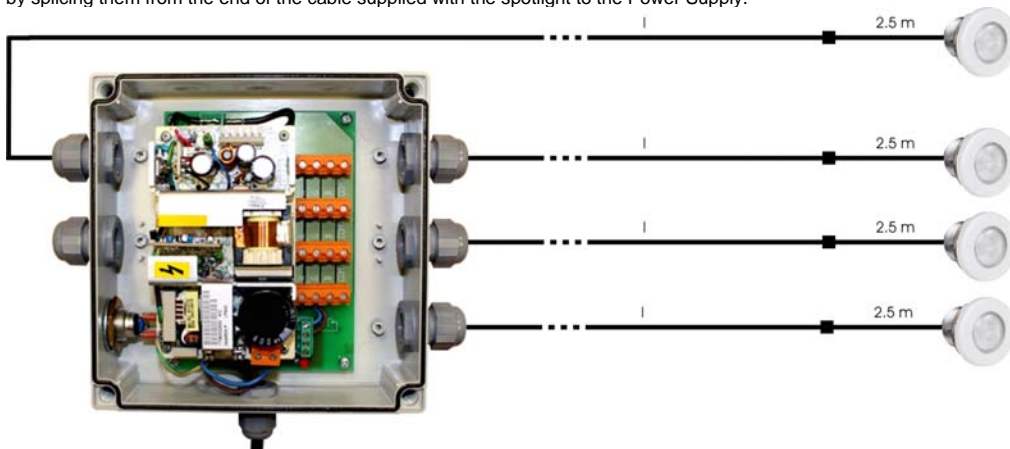 by splicing them from the end of the cable supplied with the spotlight to the Power Supply.
l
2.5 m
l
2.5 m
l
2.5 m
l
2.5 m